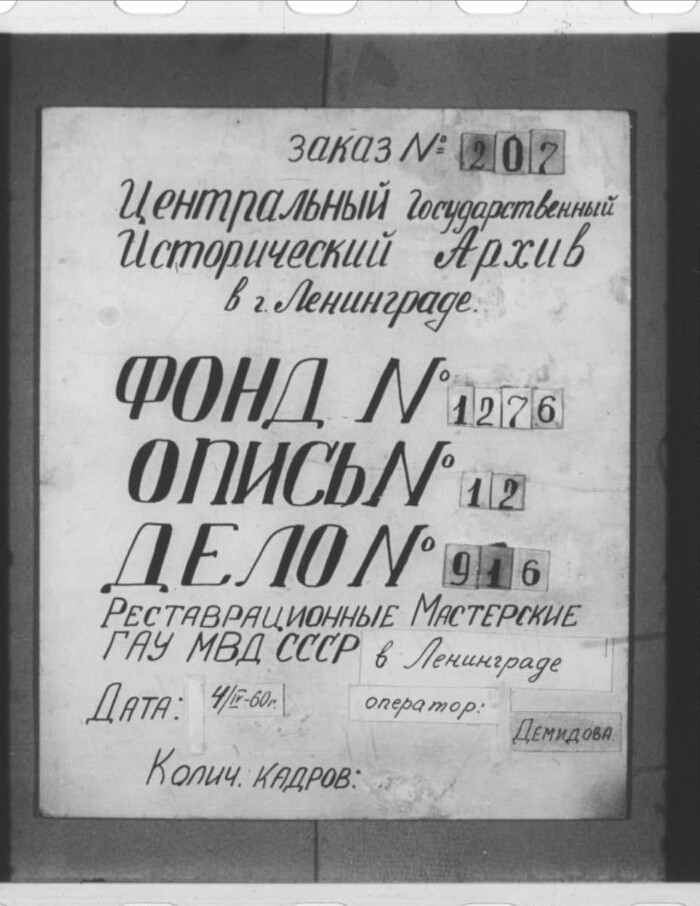 заказ № 207
Центральный Государственный
Исторический Архив
в г. Ленинграде.
ФОНД № 1276
ОПИСЬ № 12
ДЕЛО № 916
РЕСТАВРАЦИОННЫЕ МАСТЕРСКИЕ
ГАУ МВД СССР в Ленинграде
ДАТА: 4/IV-60г. оператор:
ДЕМИДОВА.
Колич. КАДРОВ: